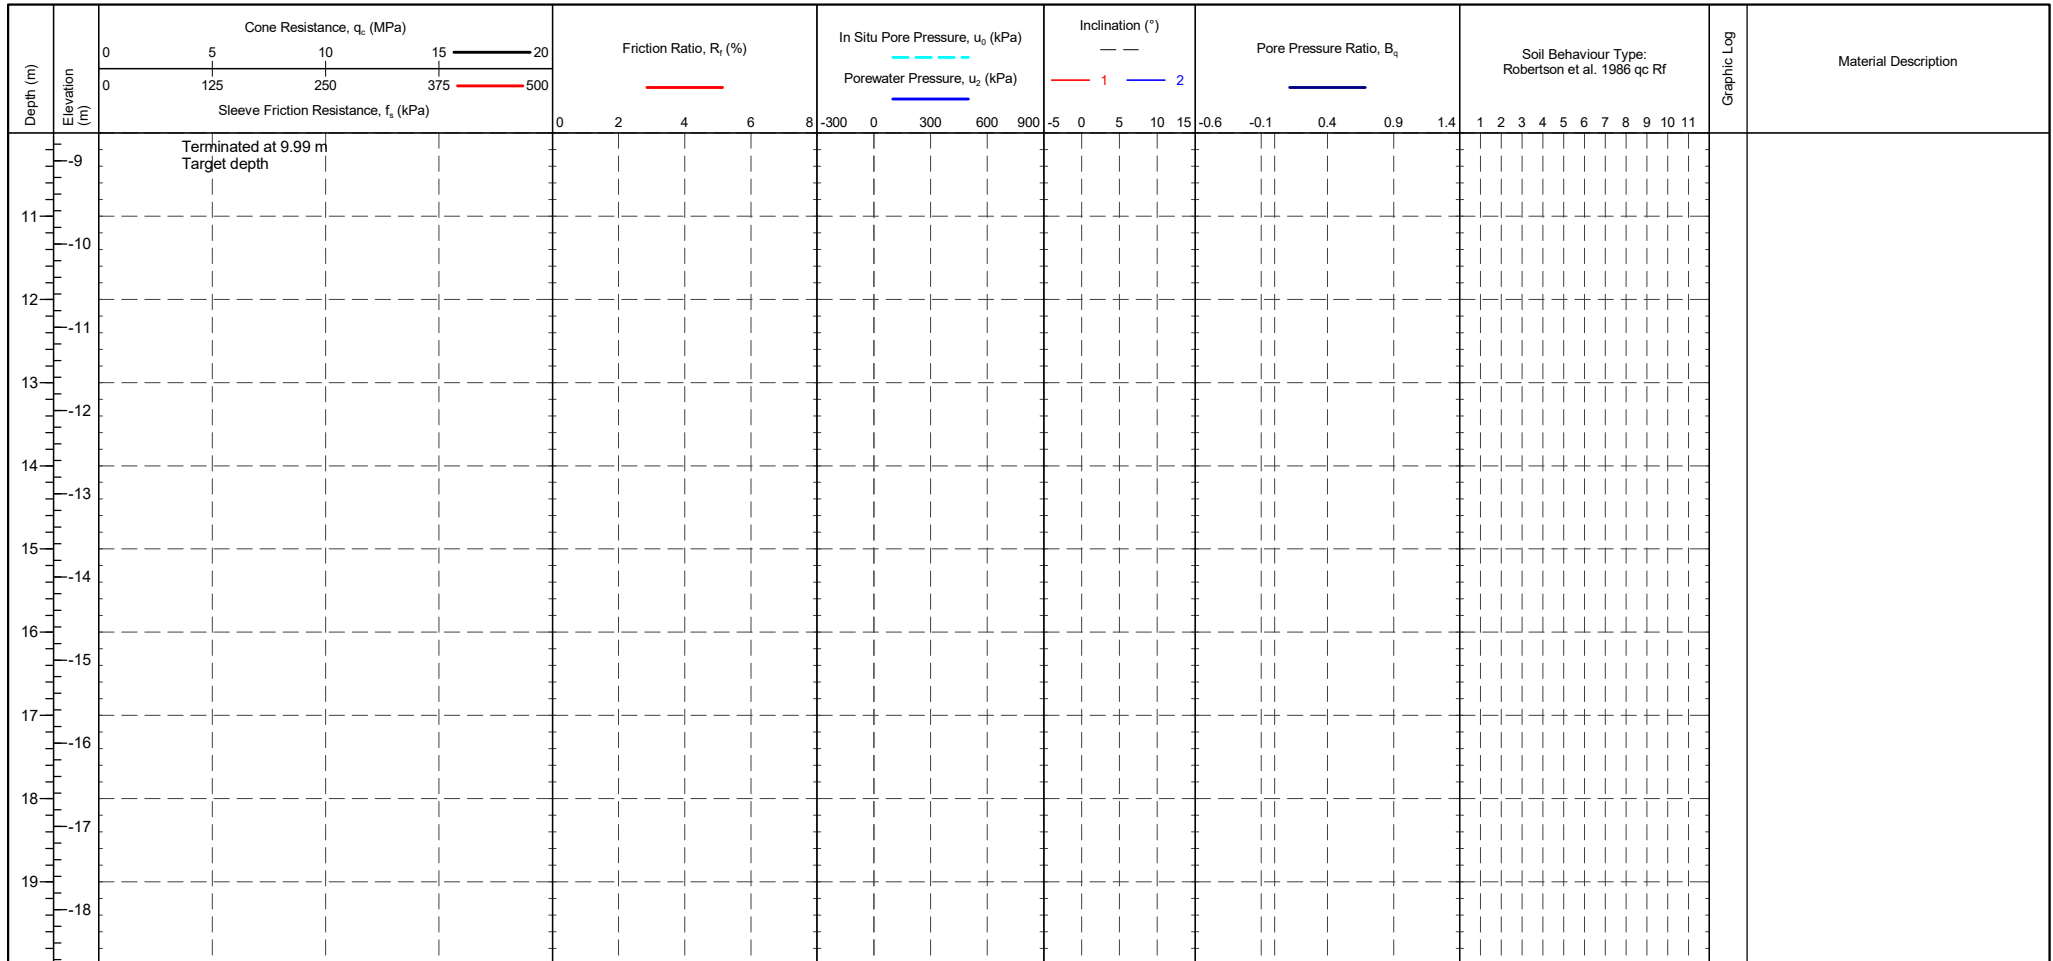 Depth (m)
Elevation
(m)
Cone Resistance, qc (MPa)
0 5 10 15 20
0 125 250 375 500
Sleeve Friction Resistance, fs (kPa)
Friction Ratio, Rf (%)
0 2 4 6 8
In Situ Pore Pressure, u0 (kPa)
Porewater Pressure, u2 (kPa)
-300 0 300 600 900
Inclination (°)
1 2
-5 0 5 10 15
Pore Pressure Ratio, Bq
-0.6 -0.1 0.4 0.9 1.4
Soil Behaviour Type:
Robertson et al. 1986 qc Rf
1 2 3 4 5 6 7 8 9 10 11
Graphic Log
Material Description
Terminated at 9.99 m
Target depth
-9
11
-10
12
-11
13
-12
14
-13
15
-14
16
-15
17
-16
18
-17
19
-18